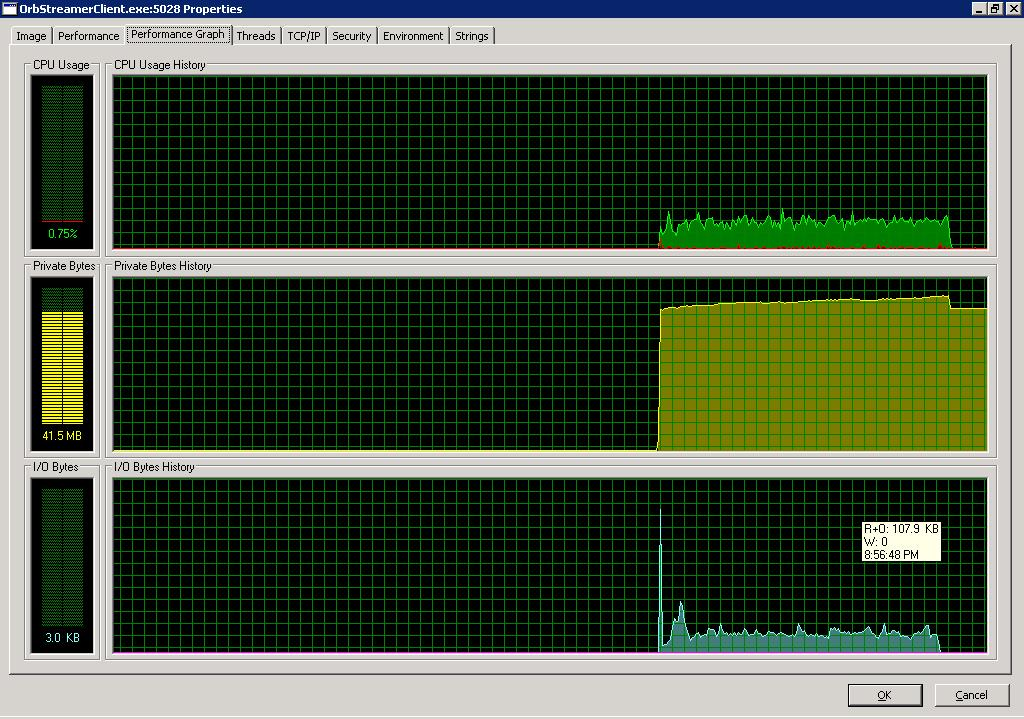 OrbStreamerClient.exe:5028 Properties
Image Performance Performance Graph Threads TCP/IP Security Environment Strings
CPU Usage
CPU Usage History
0.75%
Private Bytes
Private Bytes History
41.5 MB
I/O Bytes
I/O Bytes History
R+O: 107.9 KB
W: 0
8:56:48 PM
3.0 KB
OK Cancel